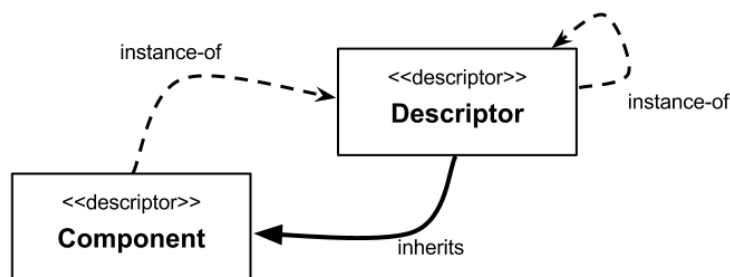 instance-of
<<descriptor>>
Descriptor
instance-of
<<descriptor>>
Component
inherits